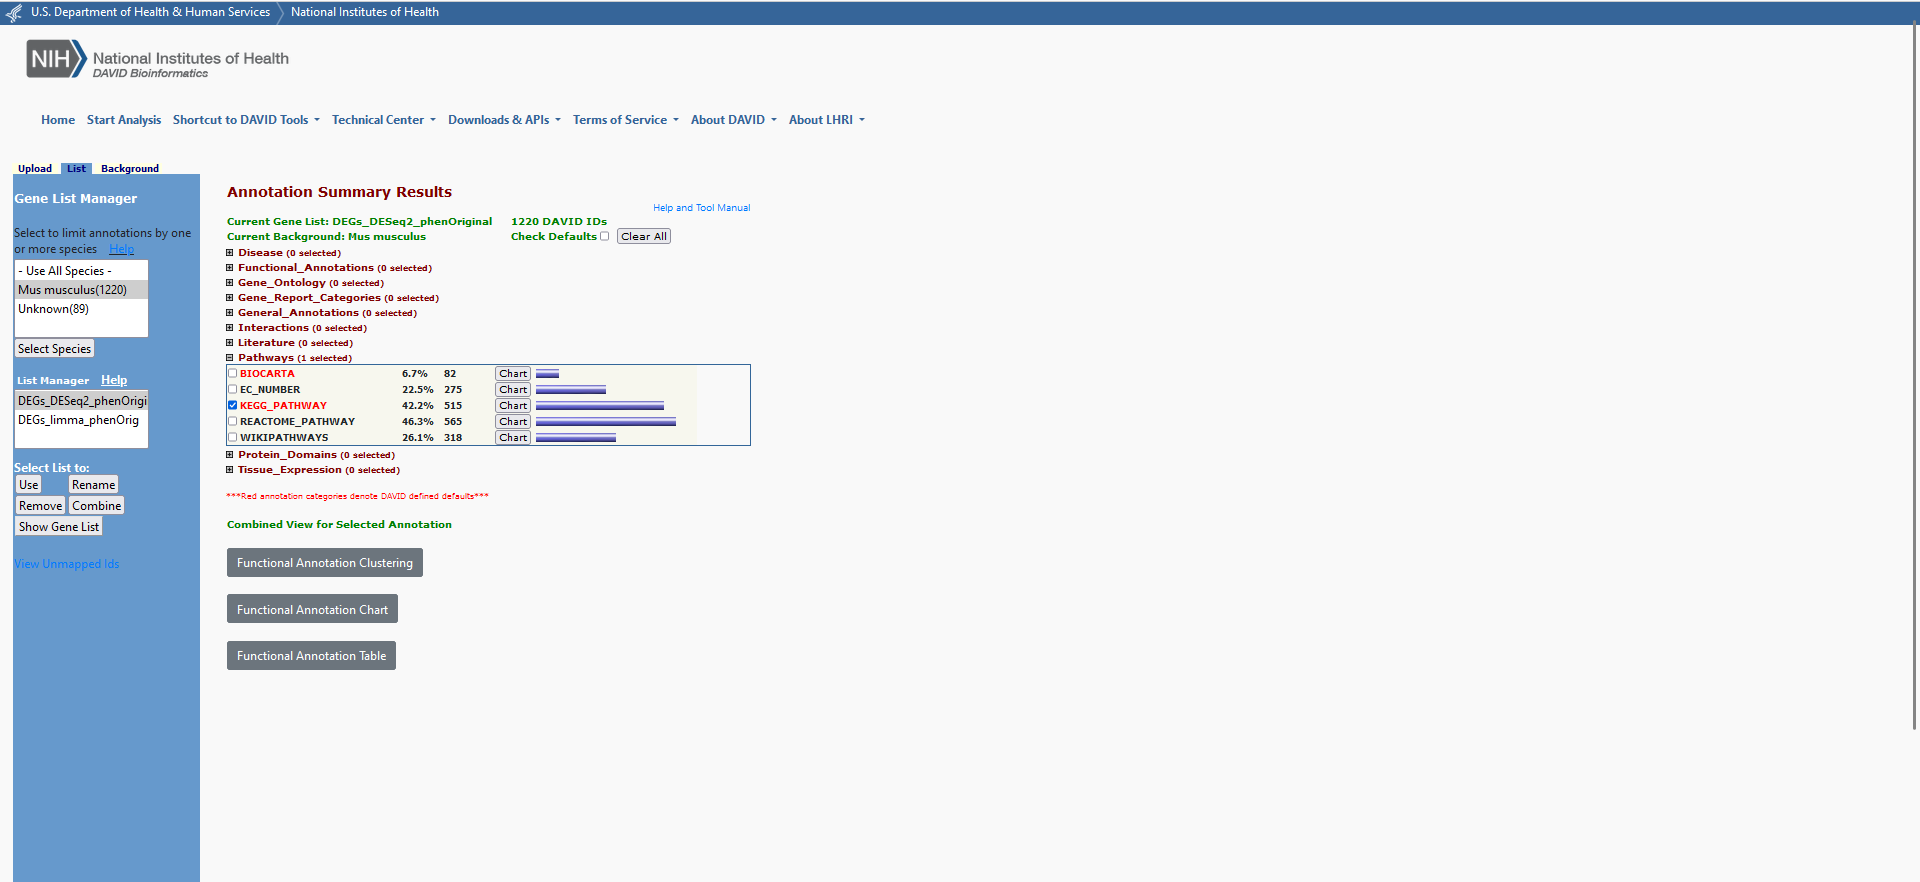 U.S. Department of Health & Human Services National Institutes of Health
NIH National Institutes of Health
DAVID Bioinformatics
Home Start Analysis Shortcut to DAVID Tools Technical Center Downloads & APIs Terms of Service About DAVID About LHRI
Upload List Background
Gene List Manager
Select to limit annotations by one
or more species Help
- Use All Species -
Mus musculus(1220)
Unknown(89)
Select Species
List Manager Help
DEGs_DESeq2_phenOrigi
DEGs_limma_phenOrig
Select List to:
Use Rename
Remove Combine
Show Gene List
View Unmapped Ids
Annotation Summary Results
Help and Tool Manual
Current Gene List: DEGs_DESeq2_phenOriginal 1220 DAVID IDs
Current Background: Mus musculus Check Defaults Clear All
Disease (0 selected)
Functional_Annotations (0 selected)
Gene_Ontology (0 selected)
Gene_Report_Categories (0 selected)
General_Annotations (0 selected)
Interactions (0 selected)
Literature (0 selected)
Pathways (1 selected)
BIOCARTA 6.7% 82 Chart
EC_NUMBER 22.5% 275 Chart
KEGG_PATHWAY 42.2% 515 Chart
REACTOME_PATHWAY 46.3% 565 Chart
WIKIPATHWAYS 26.1% 318 Chart
Protein_Domains (0 selected)
Tissue_Expression (0 selected)
***Red annotation categories denote DAVID defined defaults***
Combined View for Selected Annotation
Functional Annotation Clustering
Functional Annotation Chart
Functional Annotation Table